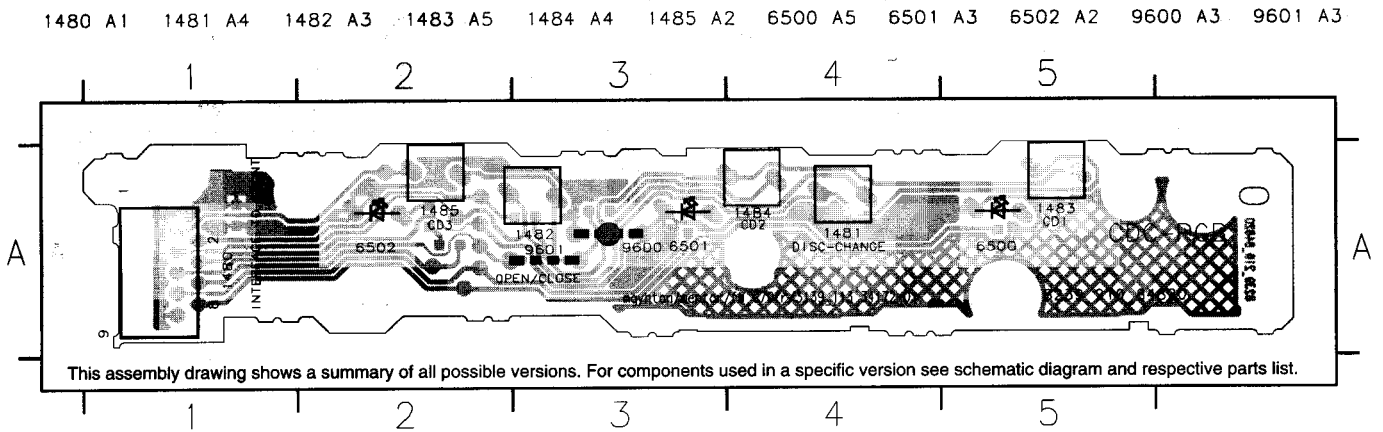 1480 A1 1481 A4 1482 A3 1483 A5 1484 A4 1485 A2 6500 A5 6501 A3 6502 A2 9600 A3 9601 A3
1 2 3 4 5
A A
1
1485
CD3
1484
CD2
1483
CD1
1482
1481
2
6502
9601
9600
6501
DISC-CHANGE
6500
1480
OPEN/CLOSE
8
9
This assembly drawing shows a summary of all possible versions. For components used in a specific version see schematic diagram and respective parts list.
1 2 3 4 5